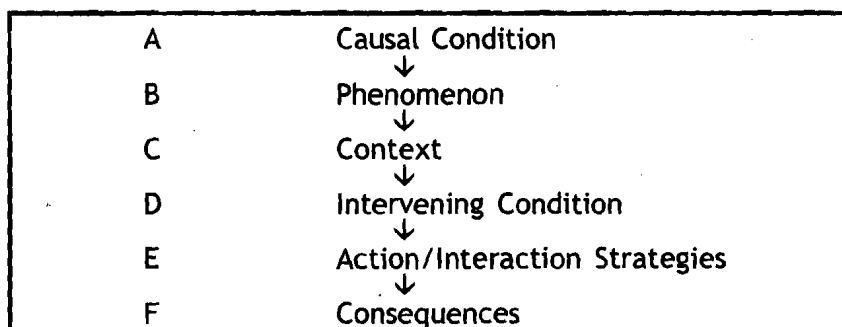 A Causal Condition
↓
B Phenomenon
↓
C Context
↓
D Intervening Condition
↓
E Action/Interaction Strategies
↓
F Consequences